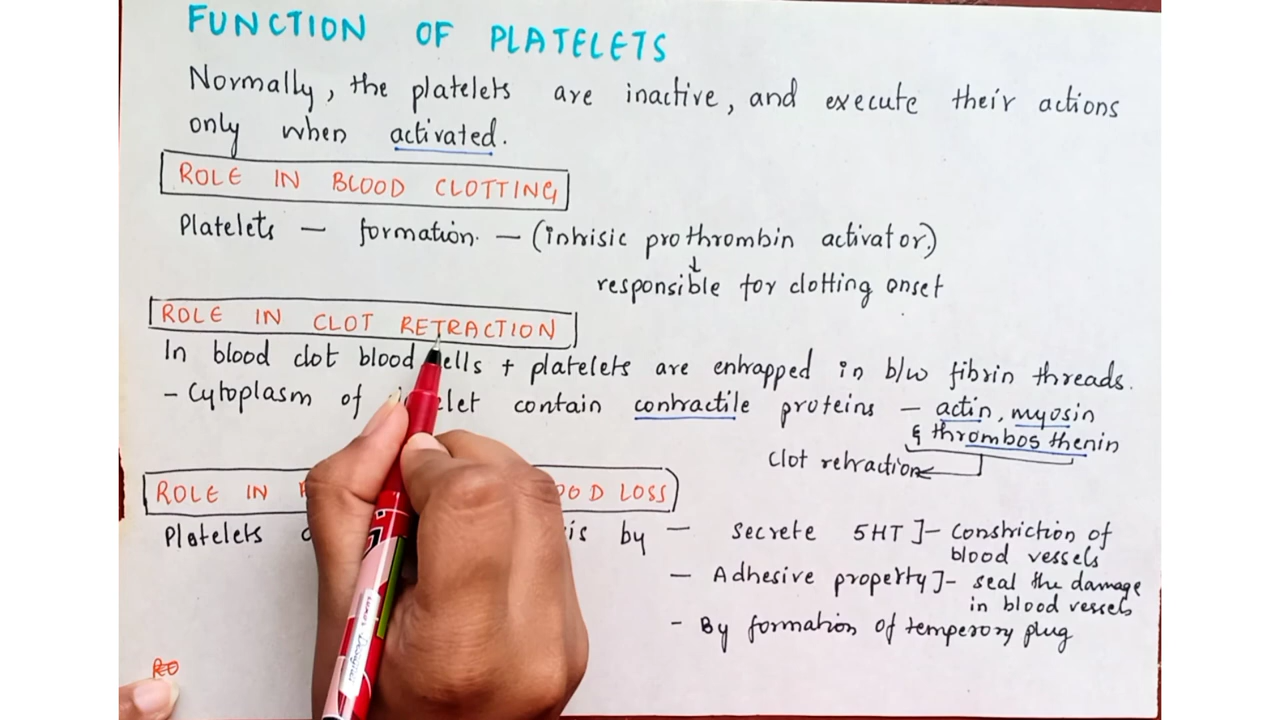 FUNCTION OF PLATELETS
Normally, the platelets are inactive, and execute their actions
only when activated.
ROLE IN BLOOD CLOTTING
Platelets — formation. — (intrisic prothrombin activator.)
↓
responsible for clotting onset
ROLE IN CLOT RETRACTION
In blood clot blood cells + platelets are entrapped in b/w fibrin threads.
- Cytoplasm of contain contractile proteins — actin, myosin
& thrombosthenin
Clot retraction
ROLE IN LOSS
Platelets by — secrete 5HT ]- Constriction of
blood vessels
— Adhesive property ]- seal the damage
in blood vessels
- By formation of temperory plug